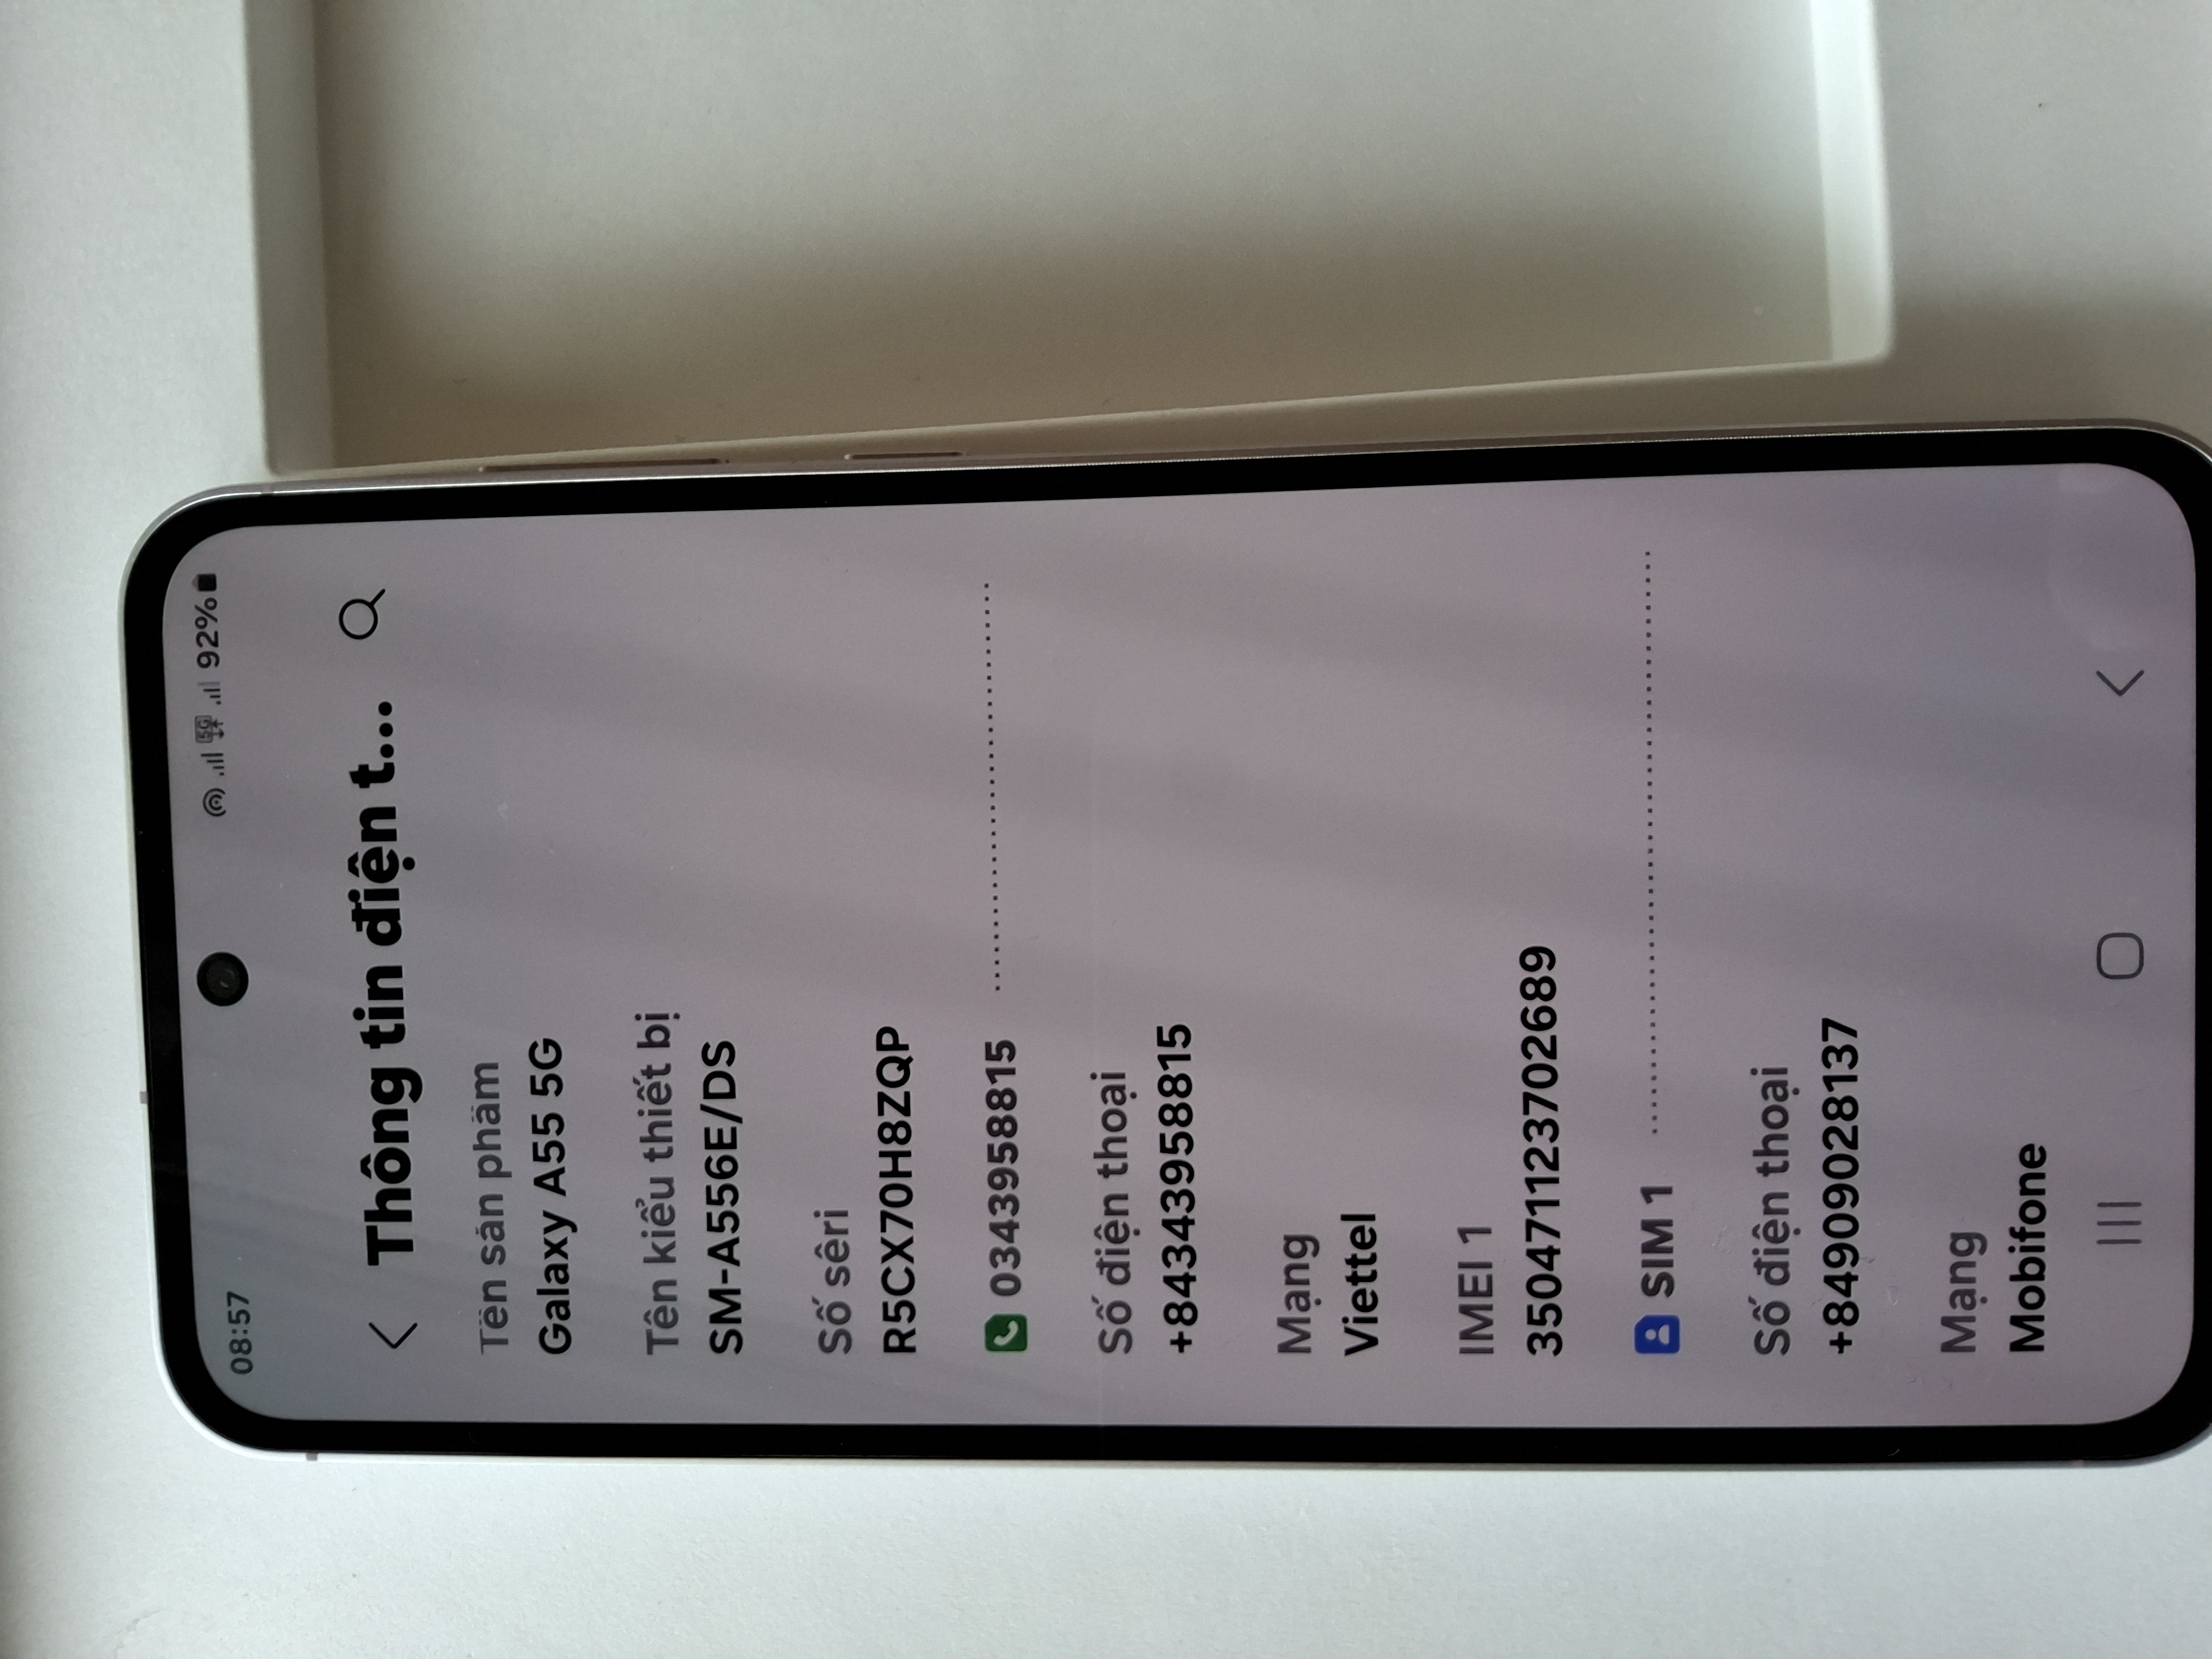 08:57
5G 92%
Thông tin điện t...
Tên sản phẩm
Galaxy A55 5G
Tên kiểu thiết bị
SM-A556E/DS
Số sêri
R5CX70H8ZQP
0343958815
Số điện thoại
+84343958815
Mạng
Viettel
IMEI 1
350471123702689
SIM 1
Số điện thoại
+84909028137
Mạng
Mobifone